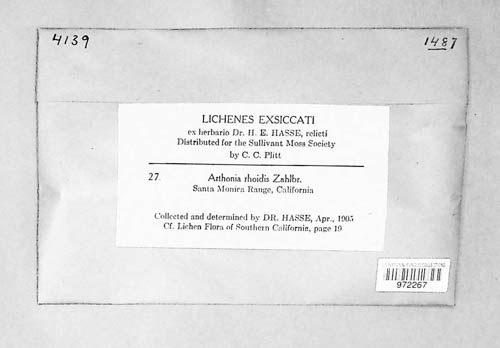 4139
1487
LICHENES EXSICCATI
ex herbario Dr. H. E. HASSE, relicti
Distributed for the Sullivant Moss Society
by C. C. Plitt
27. Arthonia rhoidis Zahlbr.
Santa Monica Range, California
Collected and determined by DR. HASSE, Apr., 1905
Cf. Lichen Flora of Southern California, page 19
972267